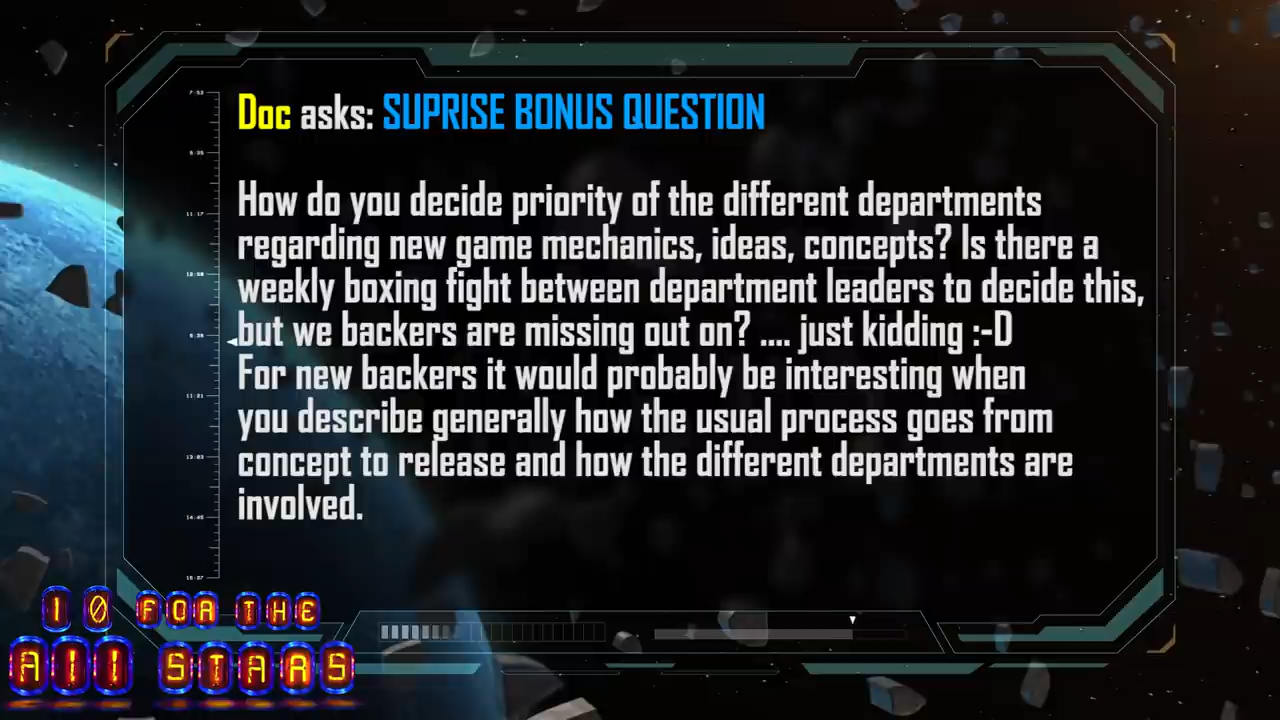 Doc asks: SUPRISE BONUS QUESTION
How do you decide priority of the different departments
regarding new game mechanics, ideas, concepts? Is there a
weekly boxing fight between department leaders to decide this,
but we backers are missing out on? .... just kidding :-D
For new backers it would probably be interesting when
you describe generally how the usual process goes from
concept to release and how the different departments are
involved.
10 FOR THE
All STARS